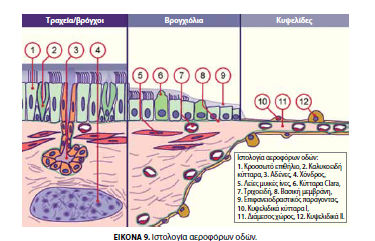 Τραχεία/βρόγχοι
Βρογχιόλια
Κυψελίδες
1
2
3
4
5
6
7
8
9
10
11
12
Ιστολογία αεροφόρων οδών:
1. Κροσσωτό επιθήλιο, 2. Καλυκοειδή
κύτταρα, 3. Αδένες, 4. Χόνδρος,
5. Λείες μυϊκές ίνες, 6. Κύτταρα Clara,
7. Τριχοειδή, 8. Βασική μεμβράνη,
9. Επιφανειοδραστικός παράγοντας,
10. Κυψελιδικά κύτταρα Ι,
11. Διάμεσος χώρος, 12. Κυψελιδικά ΙΙ.
ΕΙΚΟΝΑ 9. Ιστολογία αεροφόρων οδών.